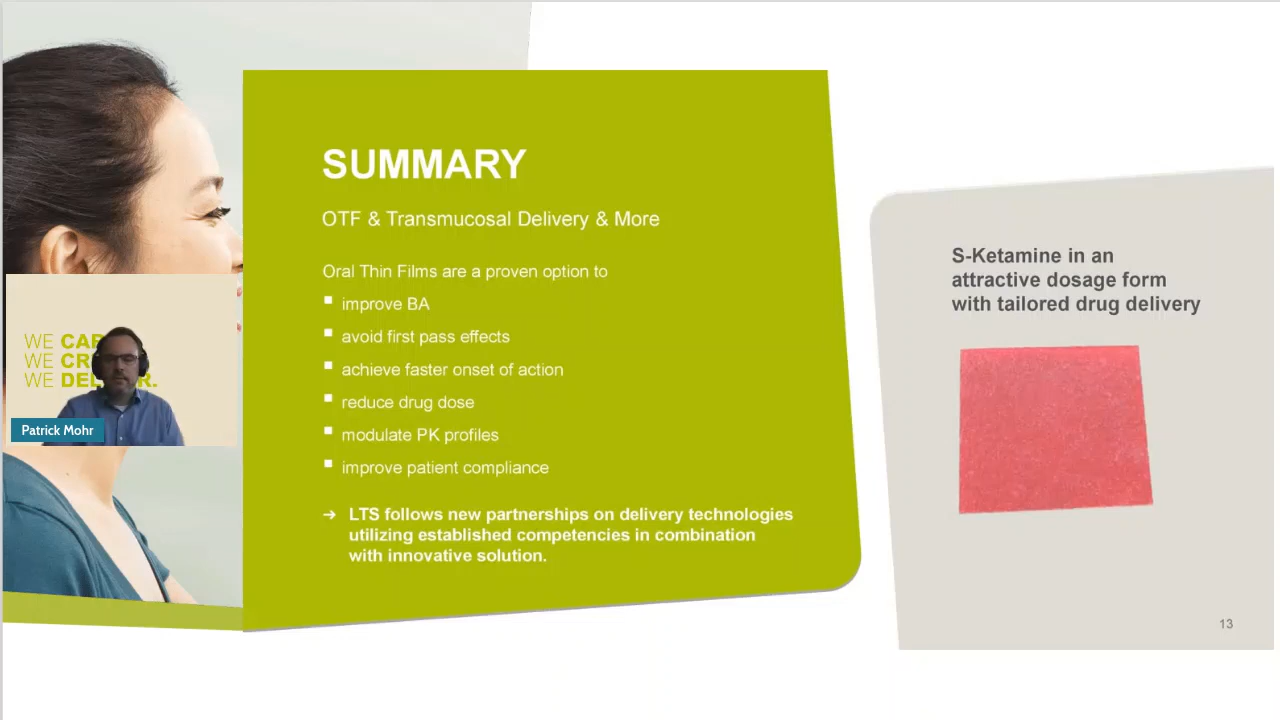 SUMMARY
OTF & Transmucosal Delivery & More
Oral Thin Films are a proven option to
▪ improve BA
▪ avoid first pass effects
▪ achieve faster onset of action
▪ reduce drug dose
▪ modulate PK profiles
▪ improve patient compliance
➔ LTS follows new partnerships on delivery technologies
utilizing established competencies in combination
with innovative solution.
S-Ketamine in an
attractive dosage form
with tailored drug delivery
13
WE
WE
WE
Patrick Mohr